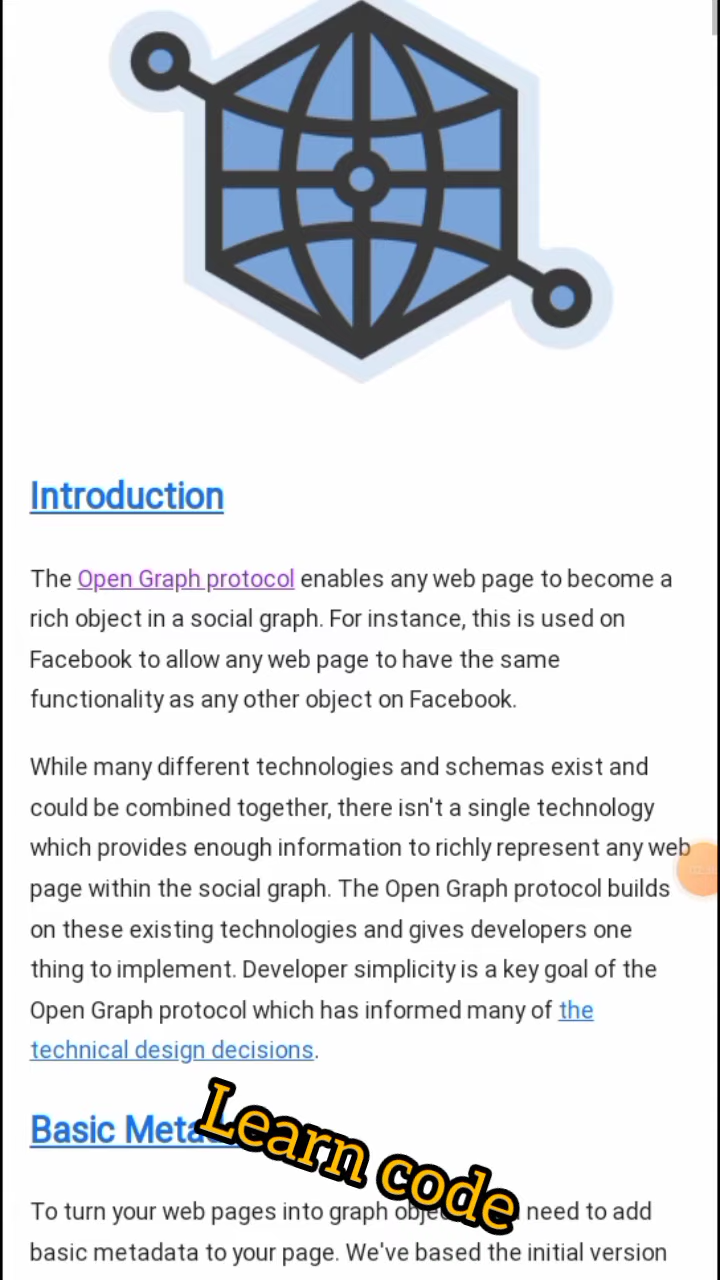 Introduction
The Open Graph protocol enables any web page to become a
rich object in a social graph. For instance, this is used on
Facebook to allow any web page to have the same
functionality as any other object on Facebook.
While many different technologies and schemas exist and
could be combined together, there isn't a single technology
which provides enough information to richly represent any web
page within the social graph. The Open Graph protocol builds
on these existing technologies and gives developers one
thing to implement. Developer simplicity is a key goal of the
Open Graph protocol which has informed many of the
technical design decisions.
Basic
Learn code
To turn your web pages into graph need to add
basic metadata to your page. We've based the initial version